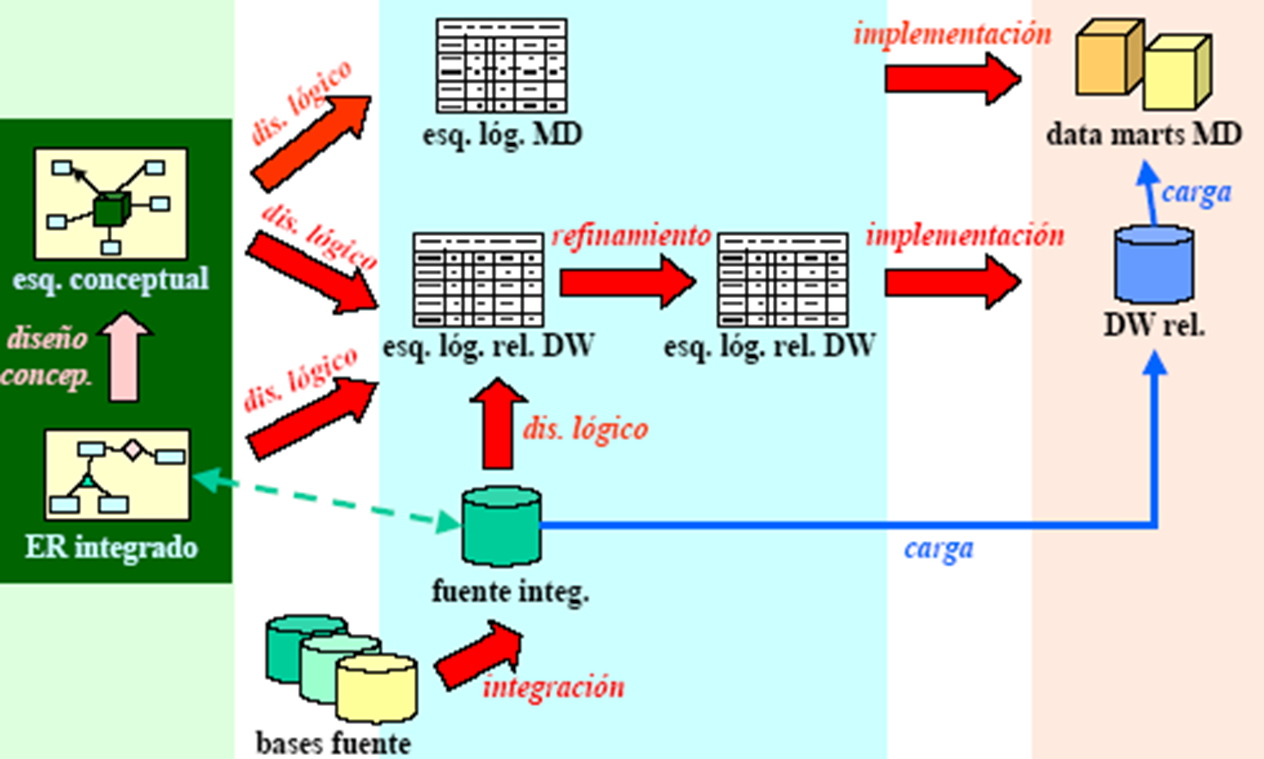 implementación
dis. lógico
esq. lóg. MD
data marts MD
carga
dis. lógico
refinamiento
implementación
esq. conceptual
diseño
concep.
esq. lóg. rel. DW
esq. lóg. rel. DW
DW rel.
dis. lógico
dis. lógico
ER integrado
carga
fuente integ.
integración
bases fuente